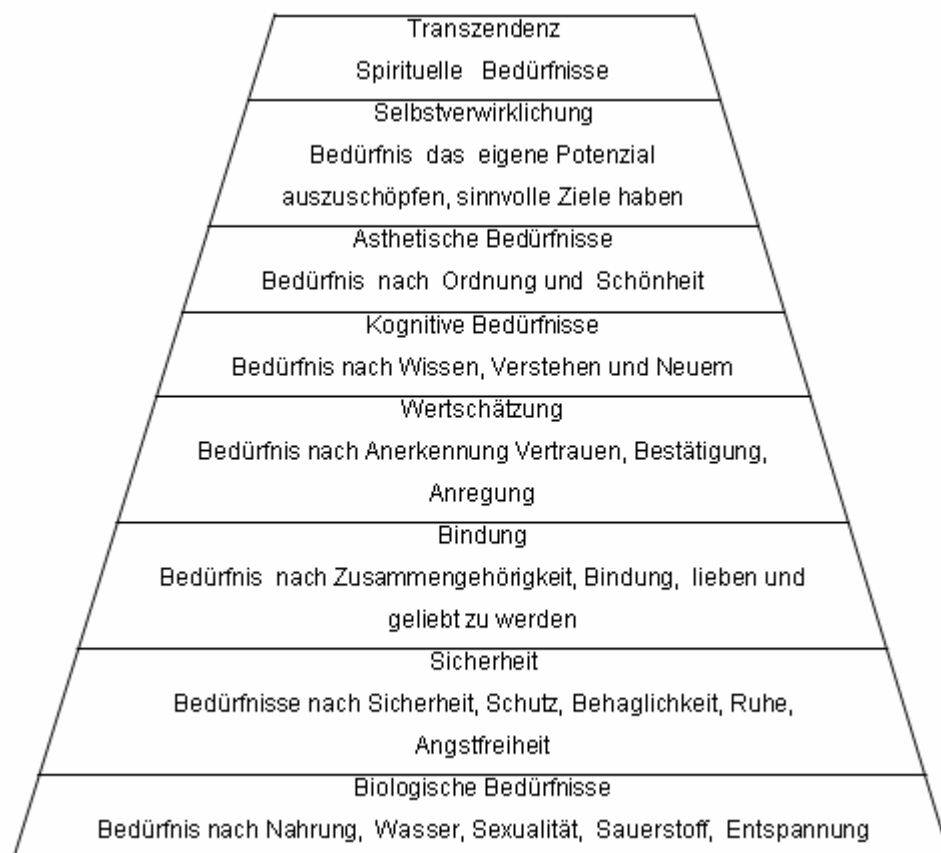 Transzendenz
Spirituelle Bedürfnisse
Selbstverwirklichung
Bedürfnis das eigene Potenzial
auszuschöpfen, sinnvolle Ziele haben
Ästhetische Bedürfnisse
Bedürfnis nach Ordnung und Schönheit
Kognitive Bedürfnisse
Bedürfnis nach Wissen, Verstehen und Neuem
Wertschätzung
Bedürfnis nach Anerkennung Vertrauen, Bestätigung,
Anregung
Bindung
Bedürfnis nach Zusammengehörigkeit, Bindung, lieben und
geliebt zu werden
Sicherheit
Bedürfnisse nach Sicherheit, Schutz, Behaglichkeit, Ruhe,
Angstfreiheit
Biologische Bedürfnisse
Bedürfnis nach Nahrung, Wasser, Sexualität, Sauerstoff, Entspannung